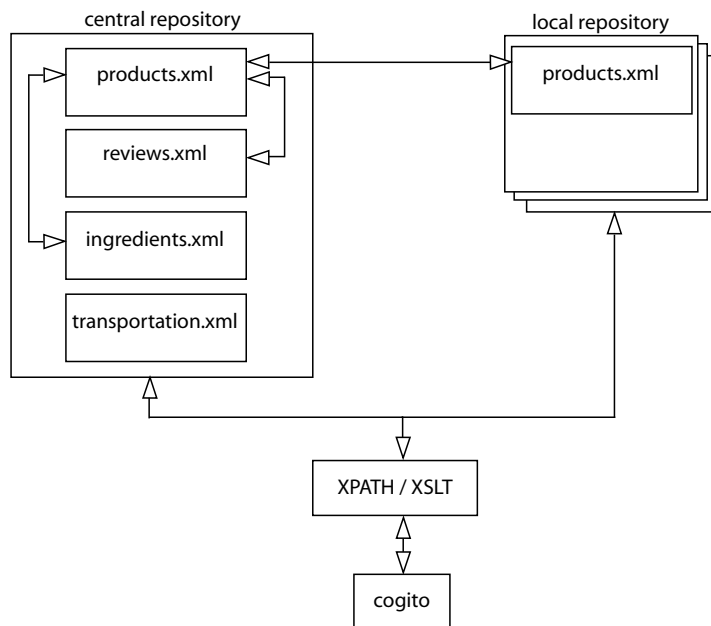 central repository
local repository
products.xml
products.xml
reviews.xml
ingredients.xml
transportation.xml
XPATH / XSLT
cogito